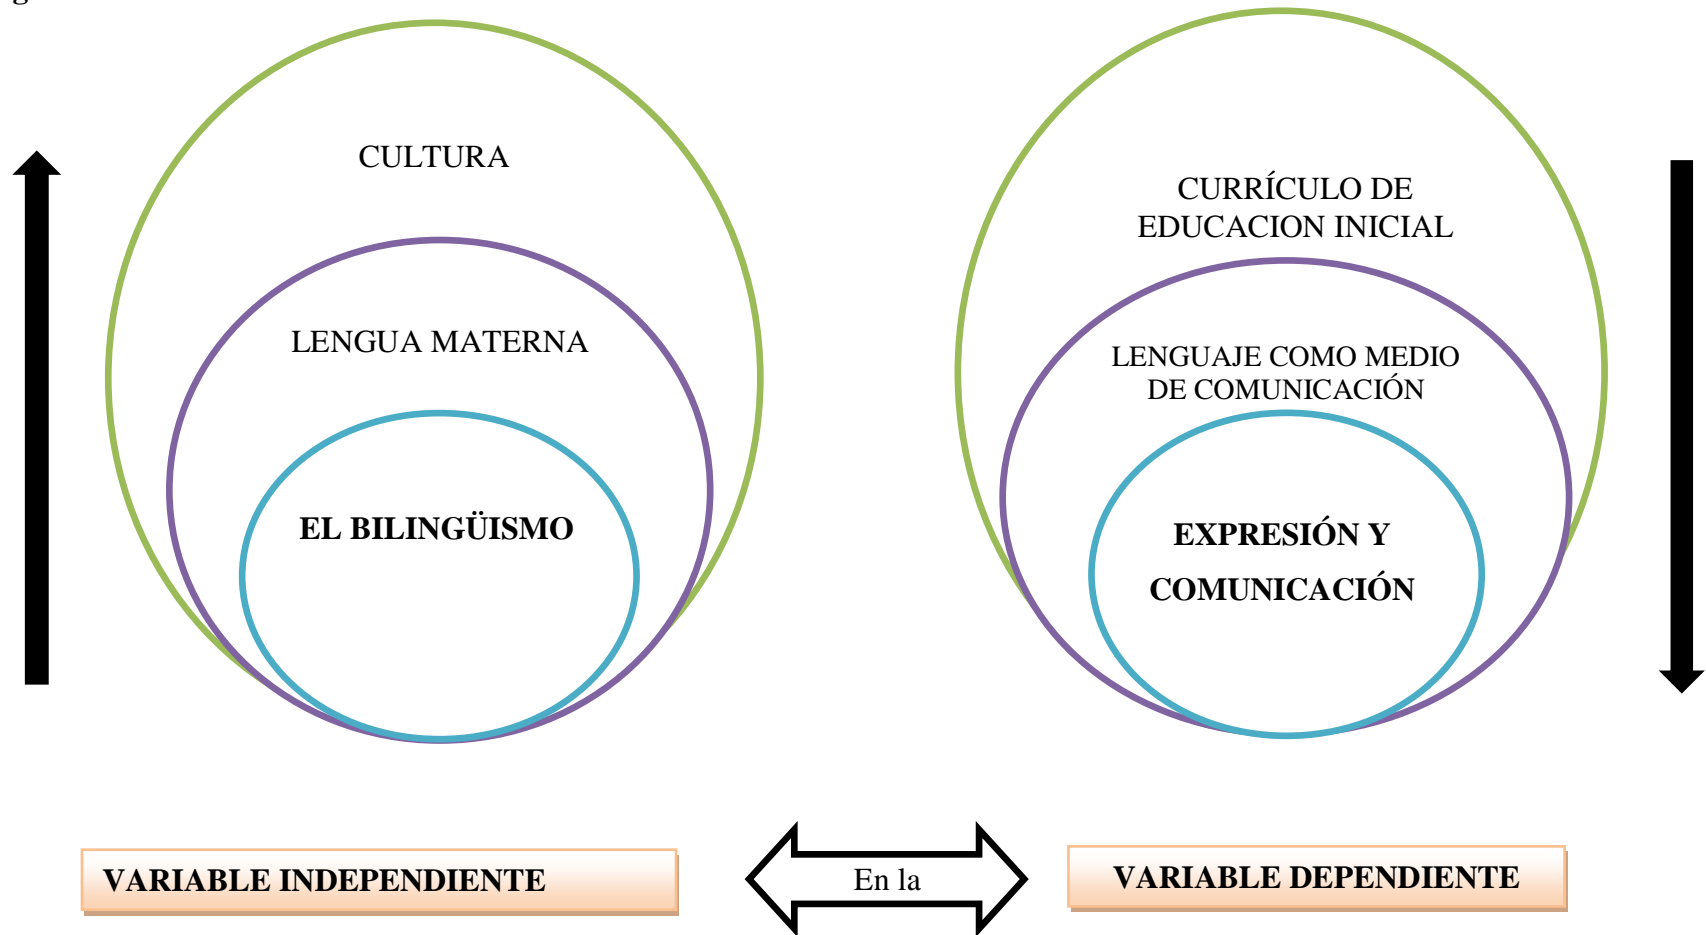 g
CULTURA
LENGUA MATERNA
EL BILINGÜISMO
CURRÍCULO DE
EDUCACION INICIAL
LENGUAJE COMO MEDIO
DE COMUNICACIÓN
EXPRESIÓN Y
COMUNICACIÓN
VARIABLE INDEPENDIENTE
En la
VARIABLE DEPENDIENTE